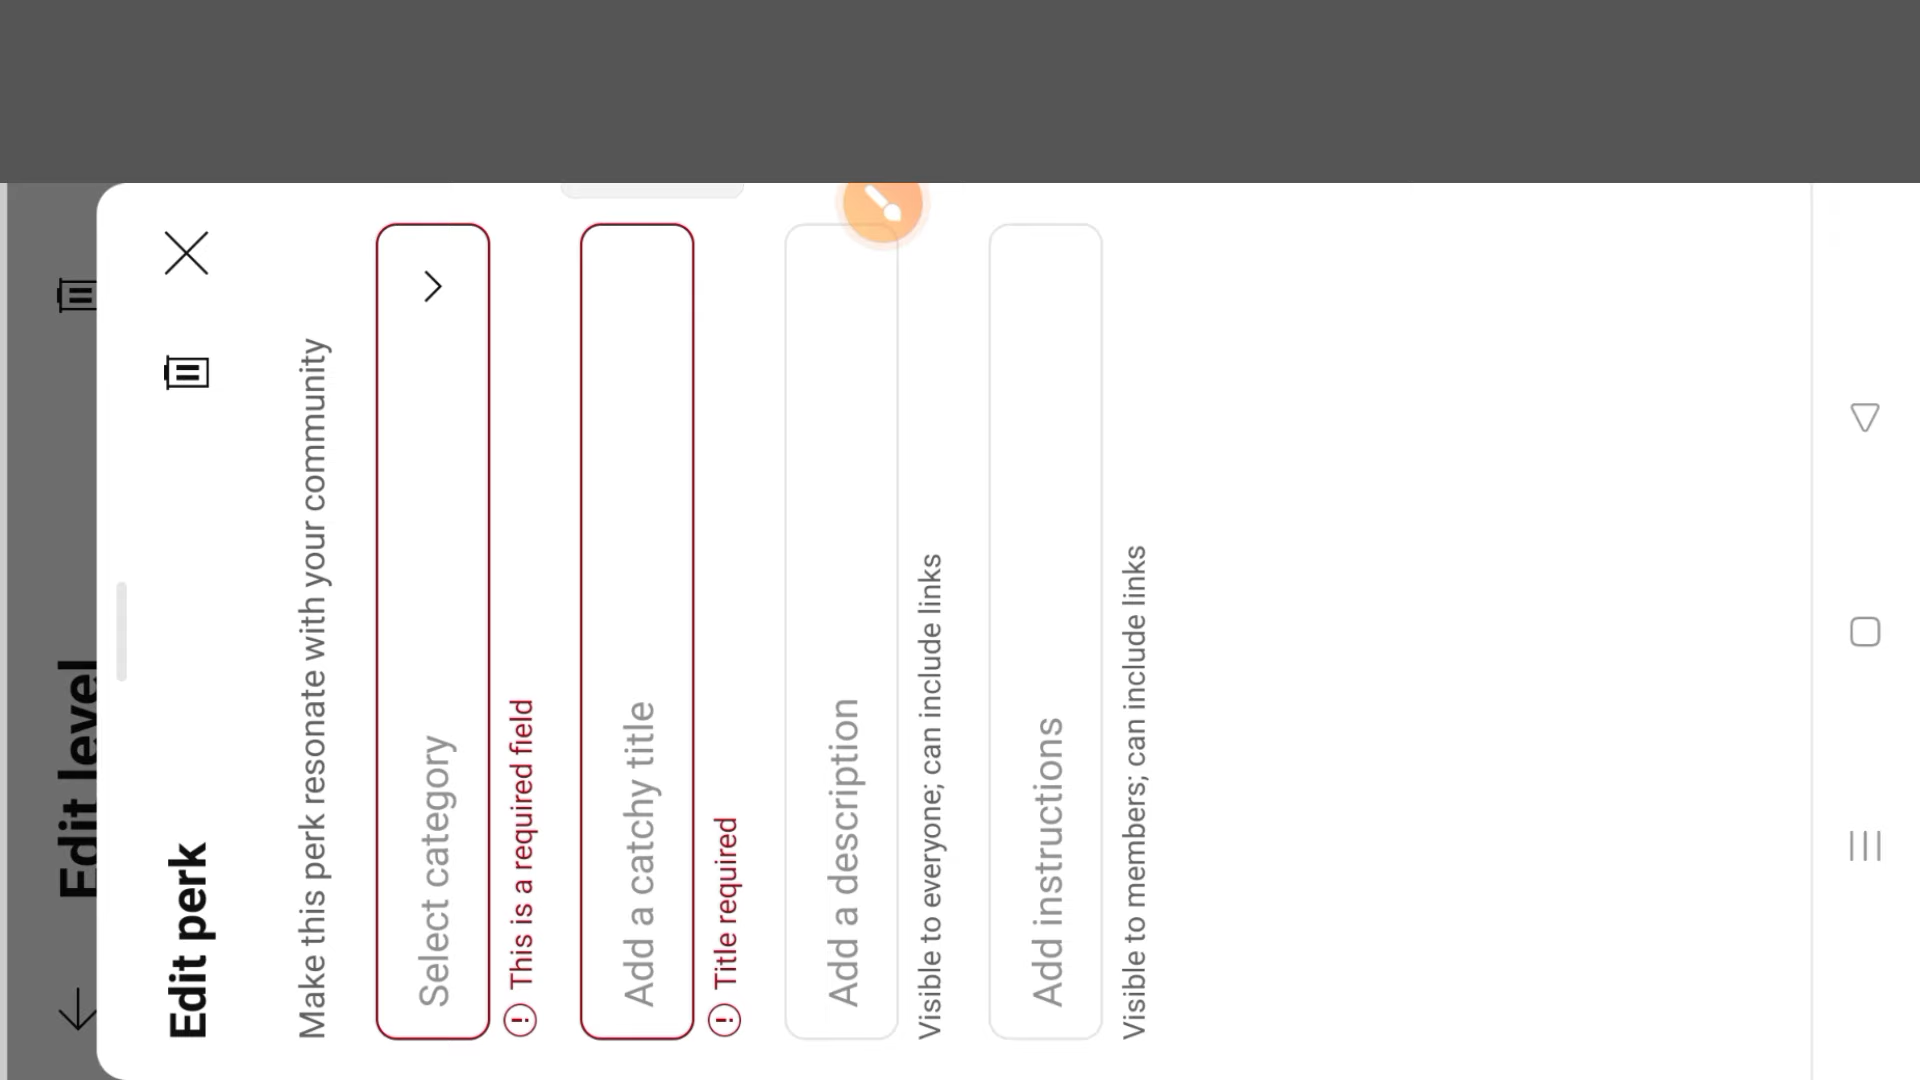 Edit level
Edit perk
Make this perk resonate with your community
Select category
This is a required field
Add a catchy title
Title required
Add a description
Visible to everyone; can include links
Add instructions
Visible to members; can include links